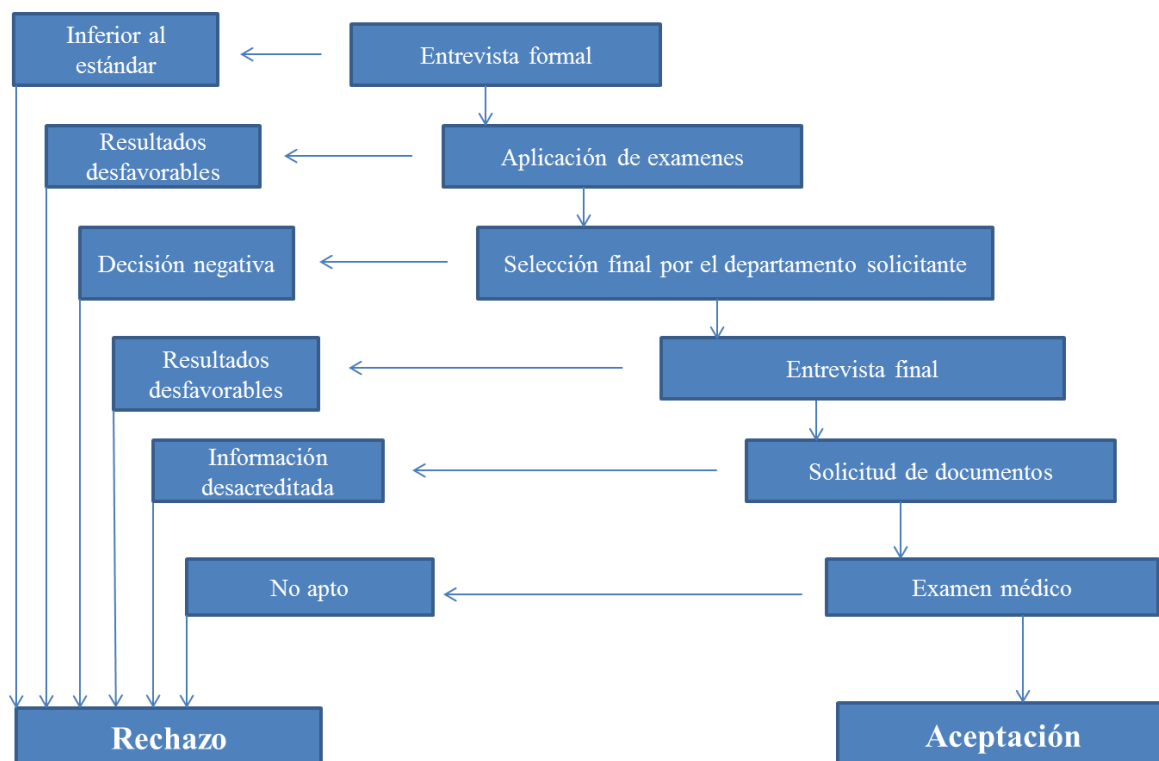 Inferior al
estándar
Entrevista formal
Resultados
desfavorables
Aplicación de examenes
Decisión negativa
Selección final por el departamento solicitante
Resultados
desfavorables
Entrevista final
Información
desacreditada
Solicitud de documentos
No apto
Examen médico
Rechazo
Aceptación